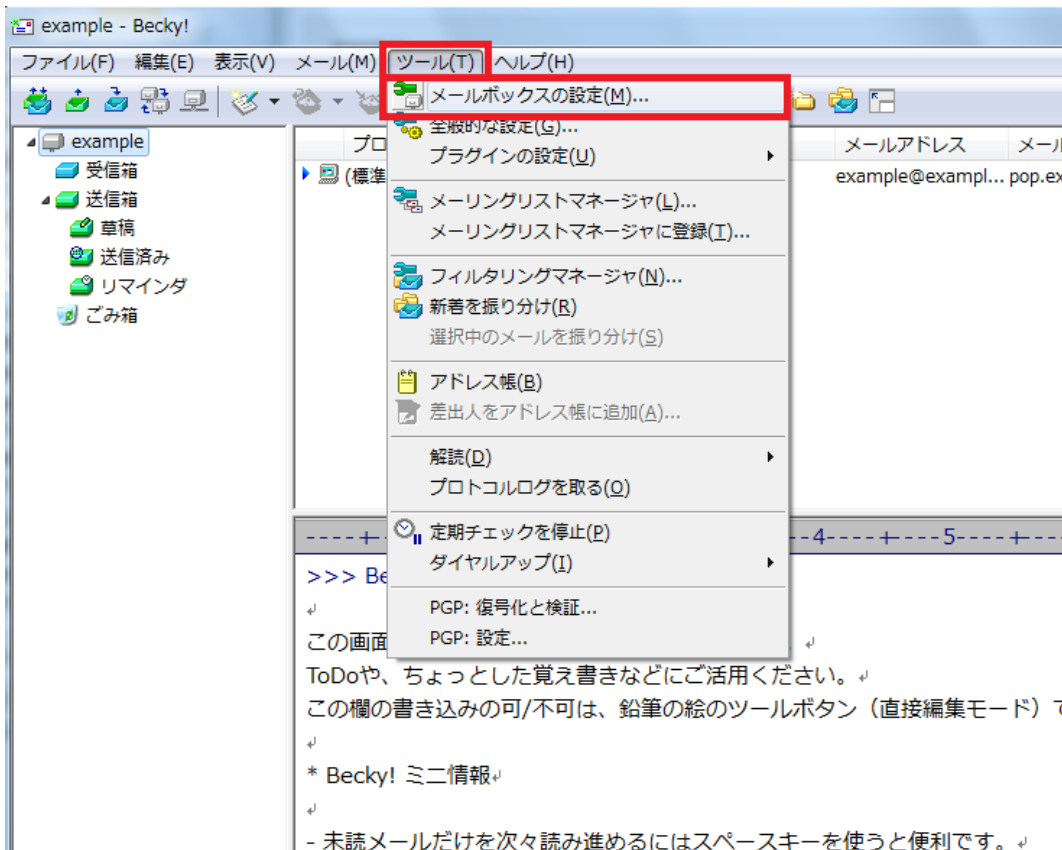 example - Becky!
ファイル(F) 編集(E) 表示(V) メール(M) ツール(T) ヘルプ(H)
example
受信箱
送信箱
草稿
送信済み
リマインダ
ごみ箱
メールボックスの設定(M)...
全般的な設定(G)...
プラグインの設定(U)
メーリングリストマネージャ(L)...
メーリングリストマネージャに登録(T)...
フィルタリングマネージャ(N)...
新着を振り分け(R)
選択中のメールを振り分け(S)
アドレス帳(B)
差出人をアドレス帳に追加(A)...
解読(D)
プロトコルログを取る(O)
定期チェックを停止(P)
ダイヤルアップ(I)
PGP: 復号化と検証...
PGP: 設定...
プロ メールアドレス メール
(標準 example@exampl... pop.ex
----+- --4----+----5----+---
>>> Be
↲
この画面 ↲
ToDoや、ちょっとした覚え書きなどにご活用ください。↲
この欄の書き込みの可/不可は、鉛筆の絵のツールボタン（直接編集モード）で
↲
* Becky! ミニ情報↲
↲
- 未読メールだけを次々読み進めるにはスペースキーを使うと便利です。↲